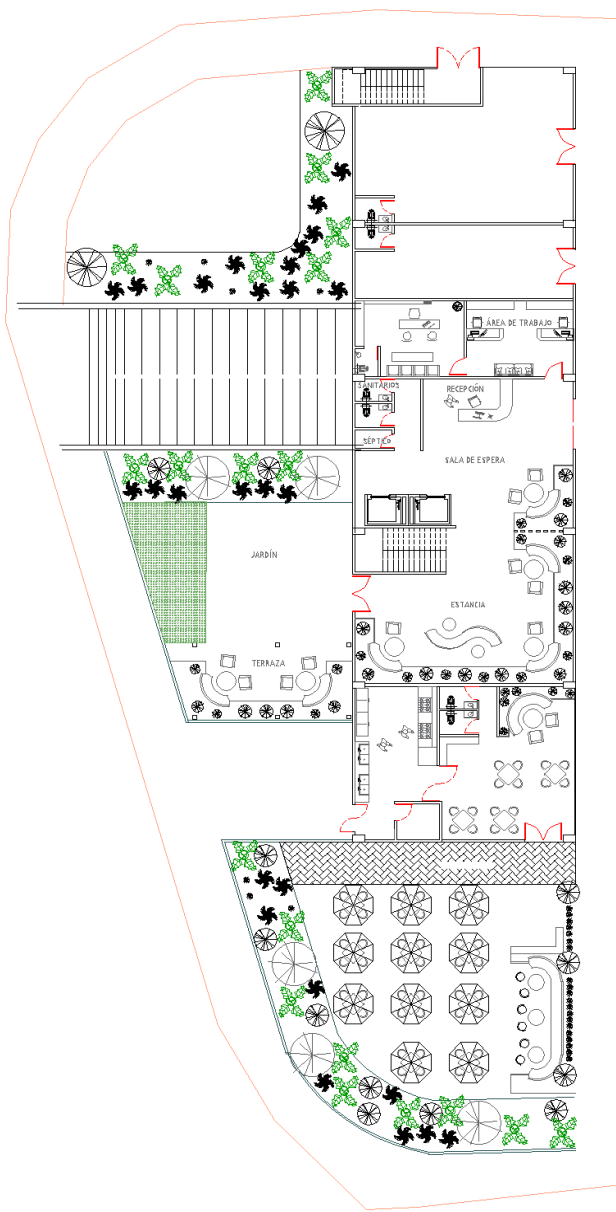 ÁREA DE TRABAJO
SANITARIOS
RECEPCIÓN
SÉPTICO
SALA DE ESPERA
JARDÍN
ESTANCIA
TERRAZA